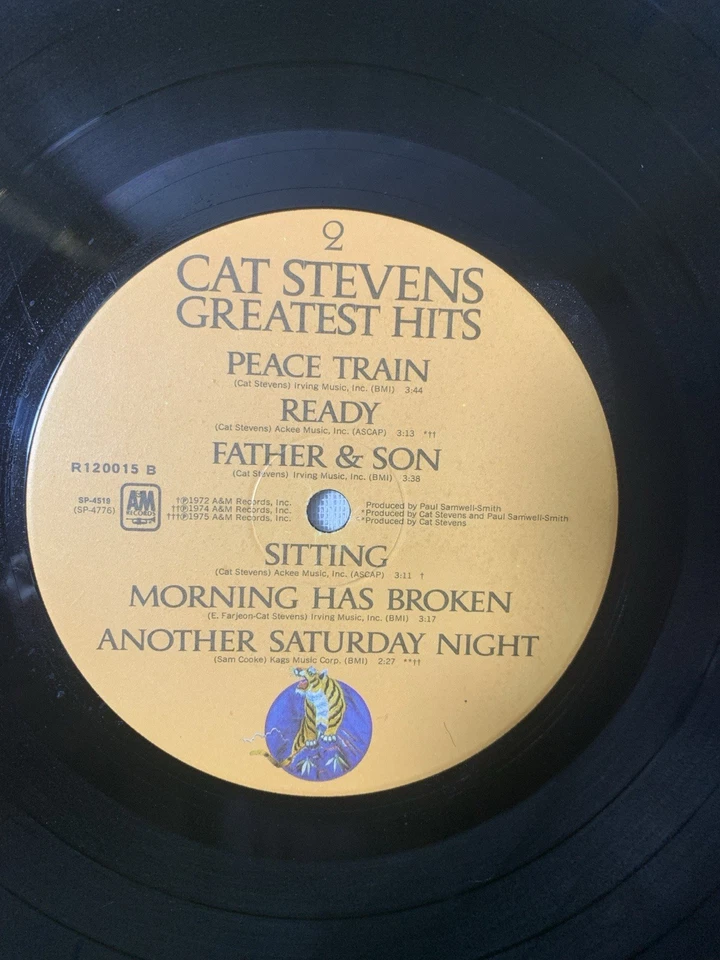 2
CAT STEVENS
GREATEST HITS
PEACE TRAIN
(Cat Stevens) Irving Music, Inc. (BMI) 3:44
READY
(Cat Stevens) Ackee Music, Inc. (ASCAP) 3:13 *††
FATHER & SON
(Cat Stevens) Irving Music, Inc. (BMI) 3:38
R120015 B
SP-4519
(SP-4776)
A&M
RECORDS
†℗1972 A&M Records, Inc.
††℗1974 A&M Records, Inc.
†††℗1975 A&M Records, Inc.
Produced by Paul Samwell-Smith
*Produced by Cat Stevens and Paul Samwell-Smith
**Produced by Cat Stevens
SITTING
(Cat Stevens) Ackee Music, Inc. (ASCAP) 3:11 †
MORNING HAS BROKEN
(E. Farjeon-Cat Stevens) Irving Music, Inc. (BMI) 3:17
ANOTHER SATURDAY NIGHT
(Sam Cooke) Kags Music Corp. (BMI) 2:27 **††